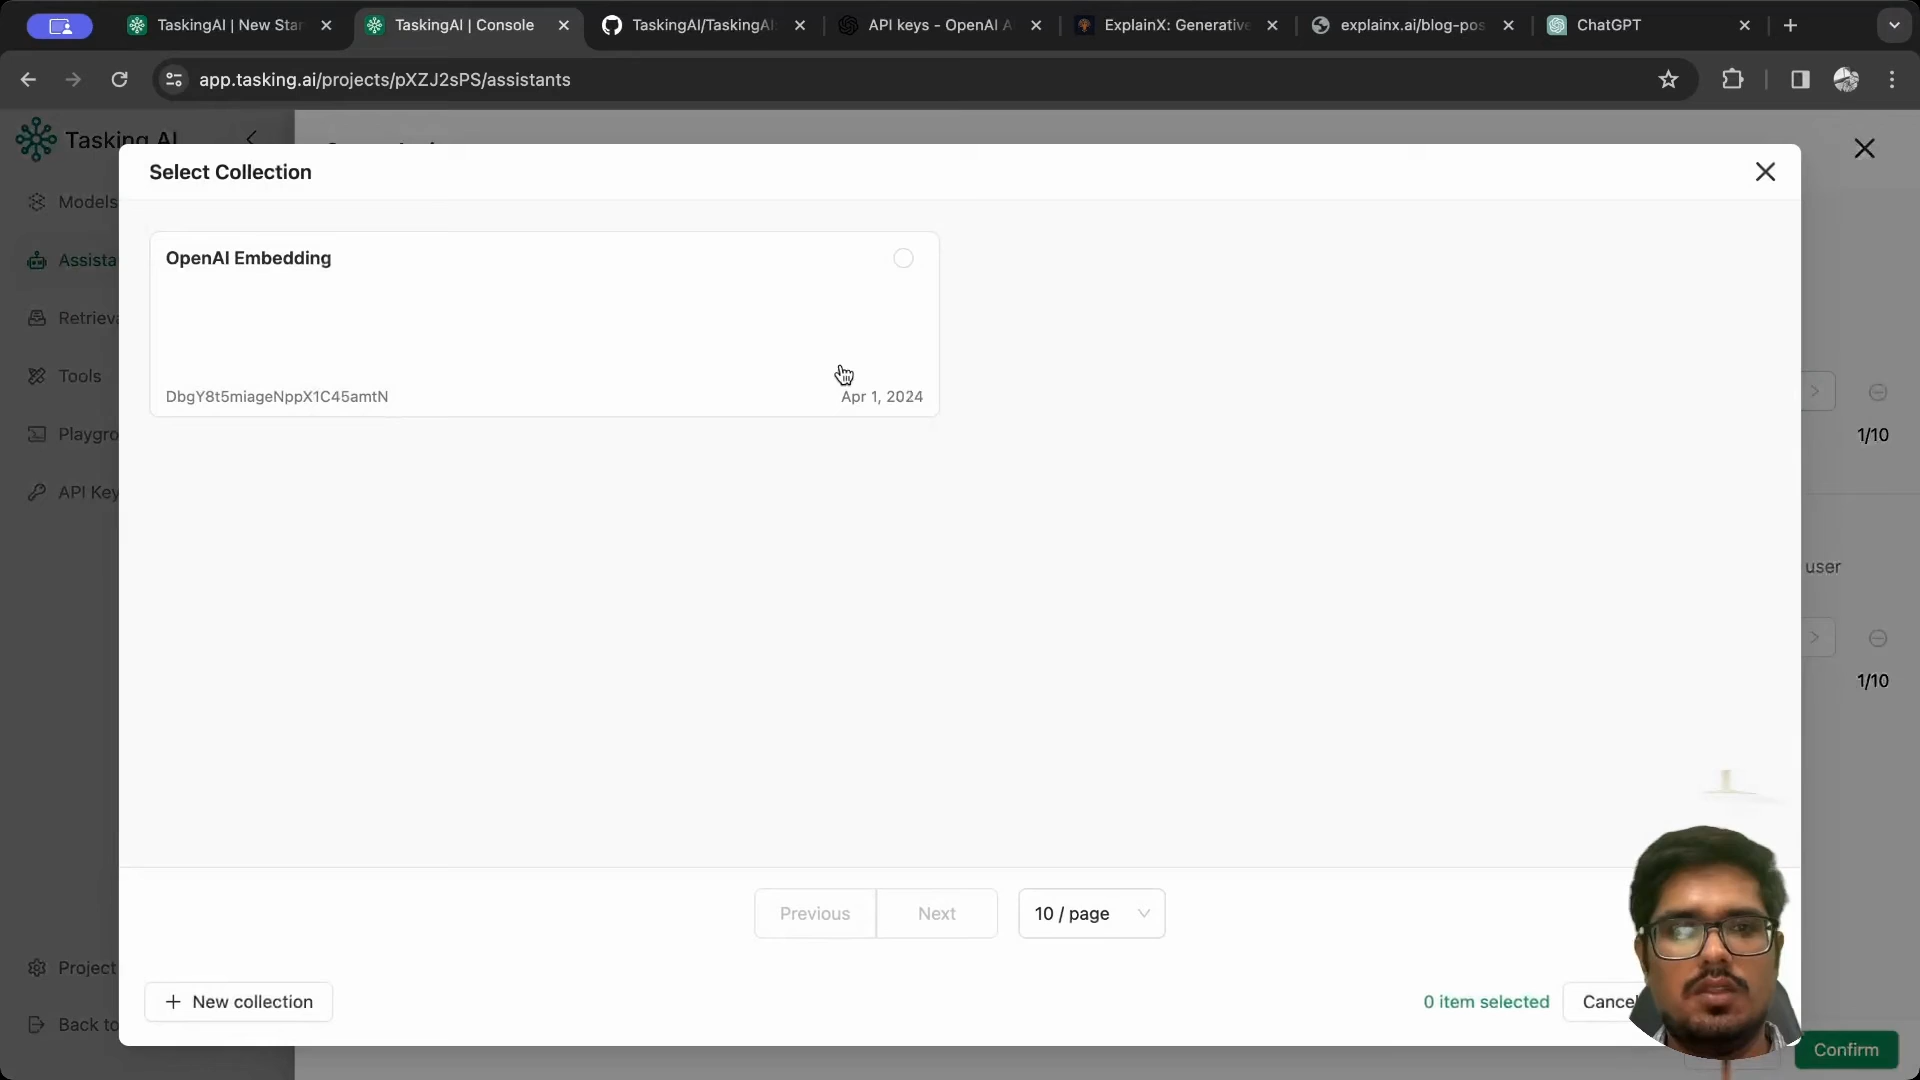 TaskingAI | New Star
TaskingAI | Console
TaskingAI/TaskingAI:
API keys - OpenAI A
ExplainX: Generative
explainx.ai/blog-pos
ChatGPT
app.tasking.ai/projects/pXZJ2sPS/assistants
Tasking AI
Select Collection
Models
OpenAI Embedding
Assista
Retrieva
Tools
DbgY8t5miageNppX1C45amtN
Apr 1, 2024
Playgro
1/10
API Key
user
1/10
Previous
Next
10 / page
Project
New collection
0 item selected
Cancel
Back to
Confirm